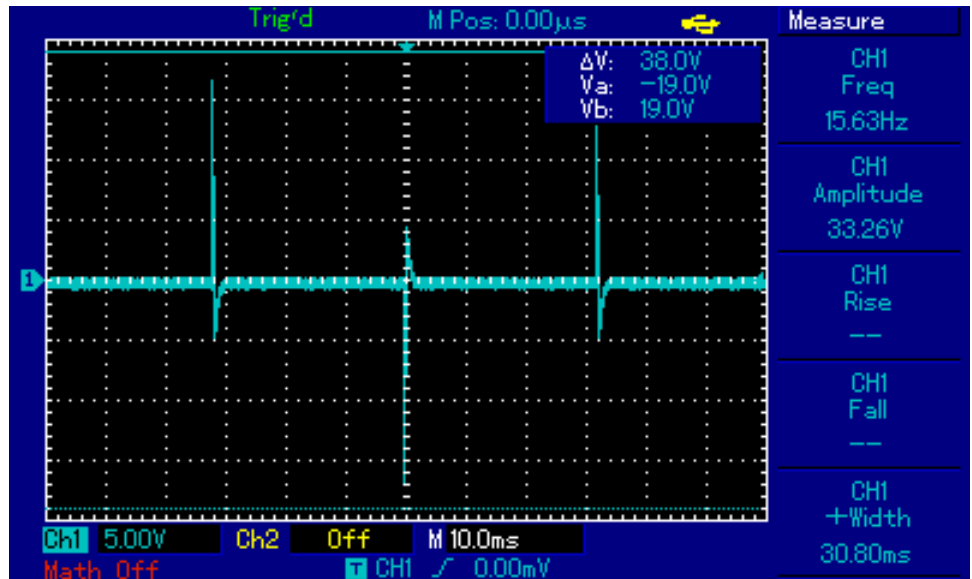 Trig'd M Pos: 0.00µs Measure
ΔV: 38.0V
Va: -19.0V
Vb: 19.0V
CH1
Freq
15.63Hz
CH1
Amplitude
33.26V
1
CH1
Rise
--
CH1
Fall
--
CH1
+Width
30.80ms
Ch1 5.00V Ch2 Off M 10.0ms
Math Off T CH1 0.00mV